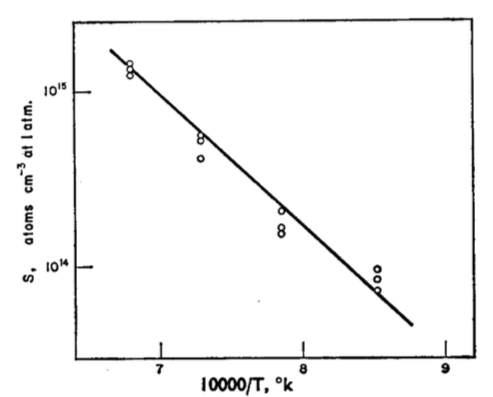 10¹⁵
10¹⁴
S, atoms cm⁻³ at 1 atm.
7 8 9
10000/T, °k